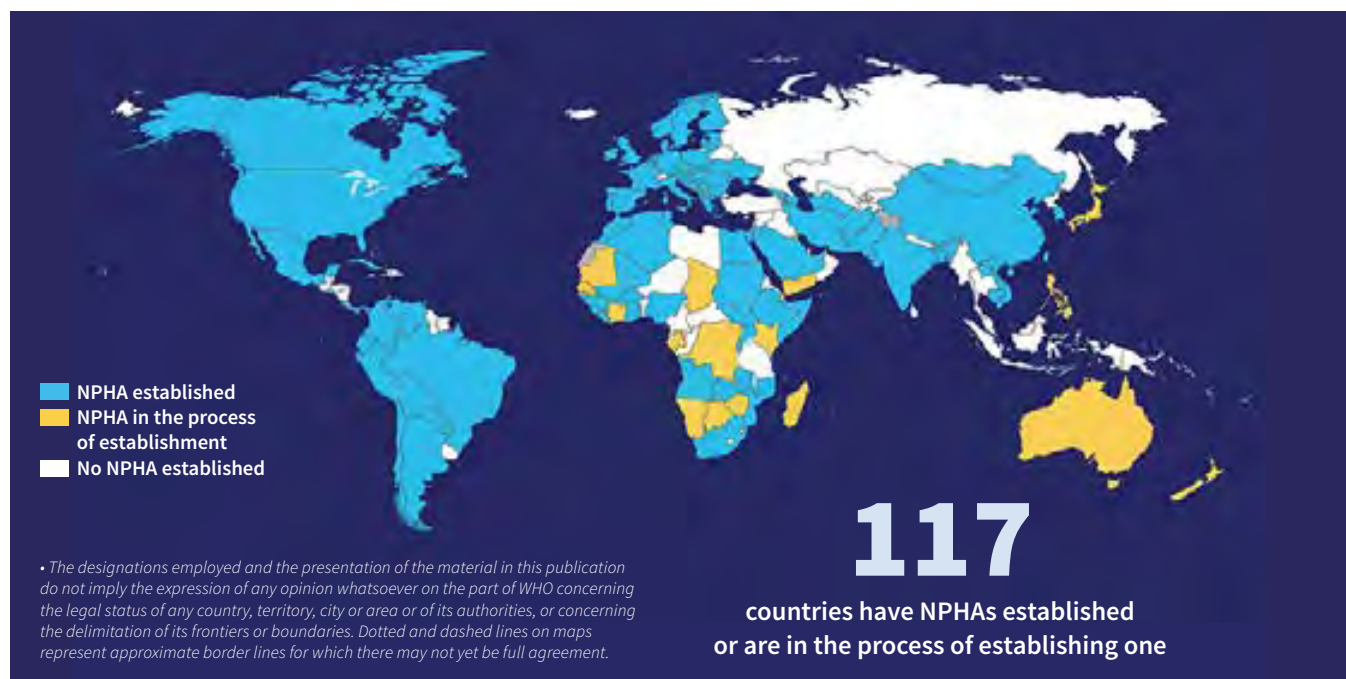 NPHA established
NPHA in the process
of establishment
No NPHA established
• The designations employed and the presentation of the material in this publication
do not imply the expression of any opinion whatsoever on the part of WHO concerning
the legal status of any country, territory, city or area or of its authorities, or concerning
the delimitation of its frontiers or boundaries. Dotted and dashed lines on maps
represent approximate border lines for which there may not yet be full agreement.
117
countries have NPHAs established
or are in the process of establishing one